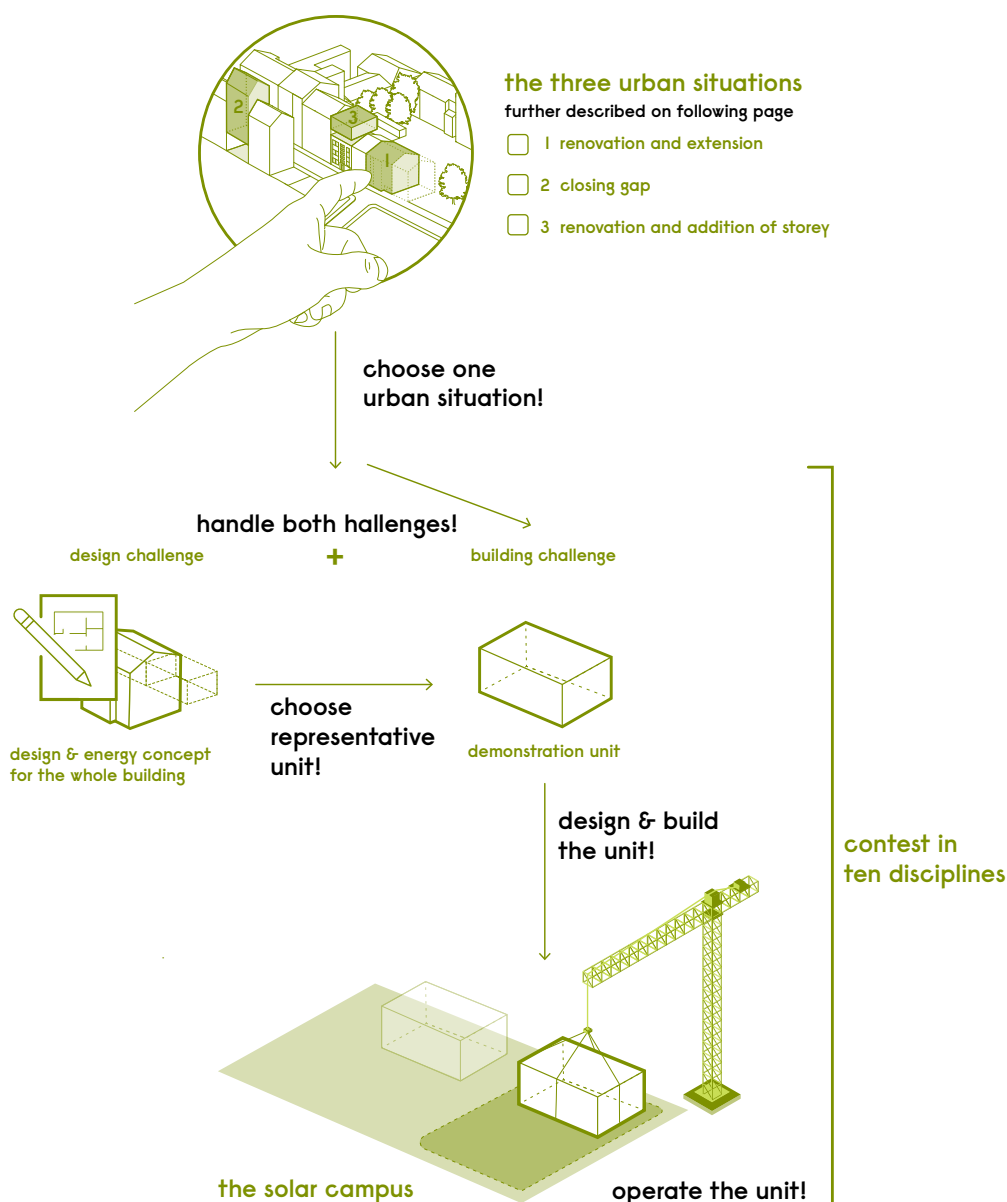 2
3
1
the three urban situations
further described on following page
1 renovation and extension
2 closing gap
3 renovation and addition of storey
choose one
urban situation!
handle both hallenges!
design challenge
+
building challenge
choose
representative
unit!
design & energy concept
for the whole building
demonstration unit
design & build
the unit!
contest in
ten disciplines
the solar campus
operate the unit!